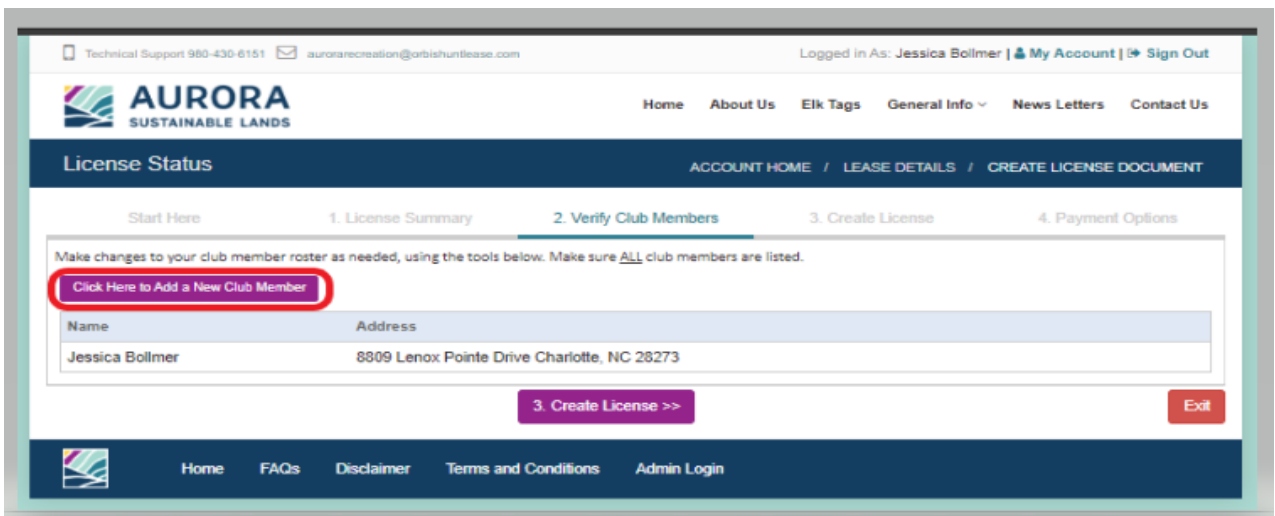 Technical Support 980-430-6151 aurorarecreation@orbishuntlease.com Logged in As: Jessica Bollmer | My Account | Sign Out
AURORA
SUSTAINABLE LANDS
Home About Us Elk Tags General Info News Letters Contact Us
License Status ACCOUNT HOME / LEASE DETAILS / CREATE LICENSE DOCUMENT
Start Here 1. License Summary 2. Verify Club Members 3. Create License 4. Payment Options
Make changes to your club member roster as needed, using the tools below. Make sure ALL club members are listed.
Click Here to Add a New Club Member
Name Address
Jessica Bollmer 8809 Lenox Pointe Drive Charlotte, NC 28273
3. Create License >> Exit
Home FAQs Disclaimer Terms and Conditions Admin Login